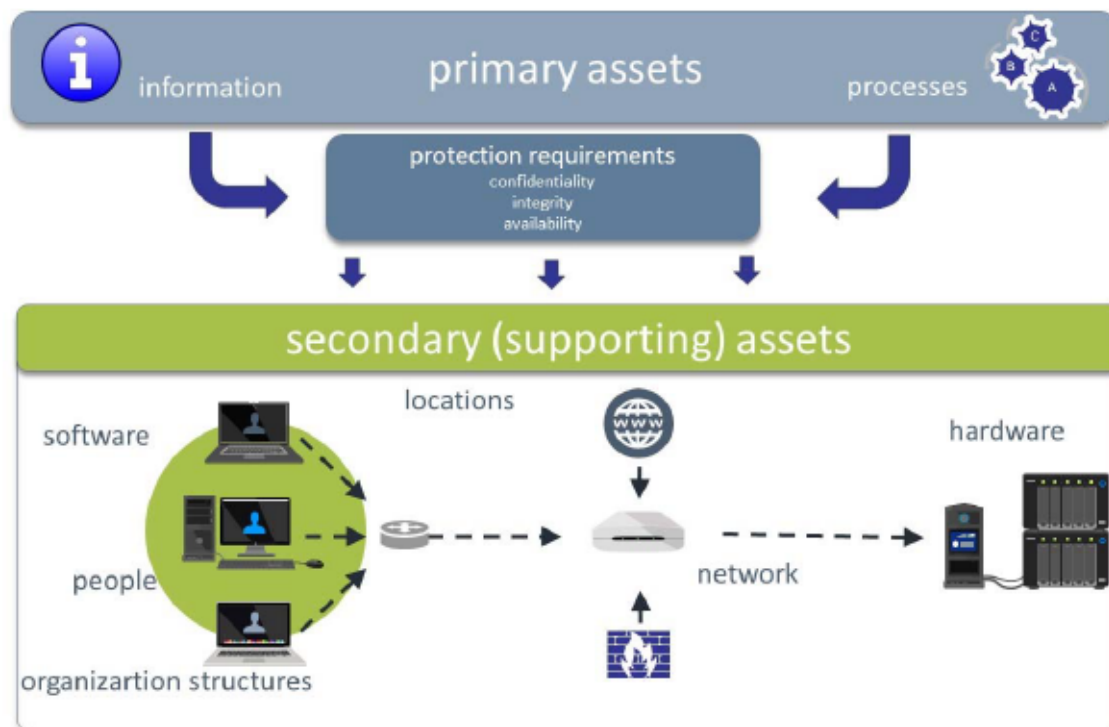 primary assets
information
processes
C
B
A
protection requirements
confidentiality
integrity
availability
secondary (supporting) assets
locations
software
www
hardware
people
network
organizartion structures